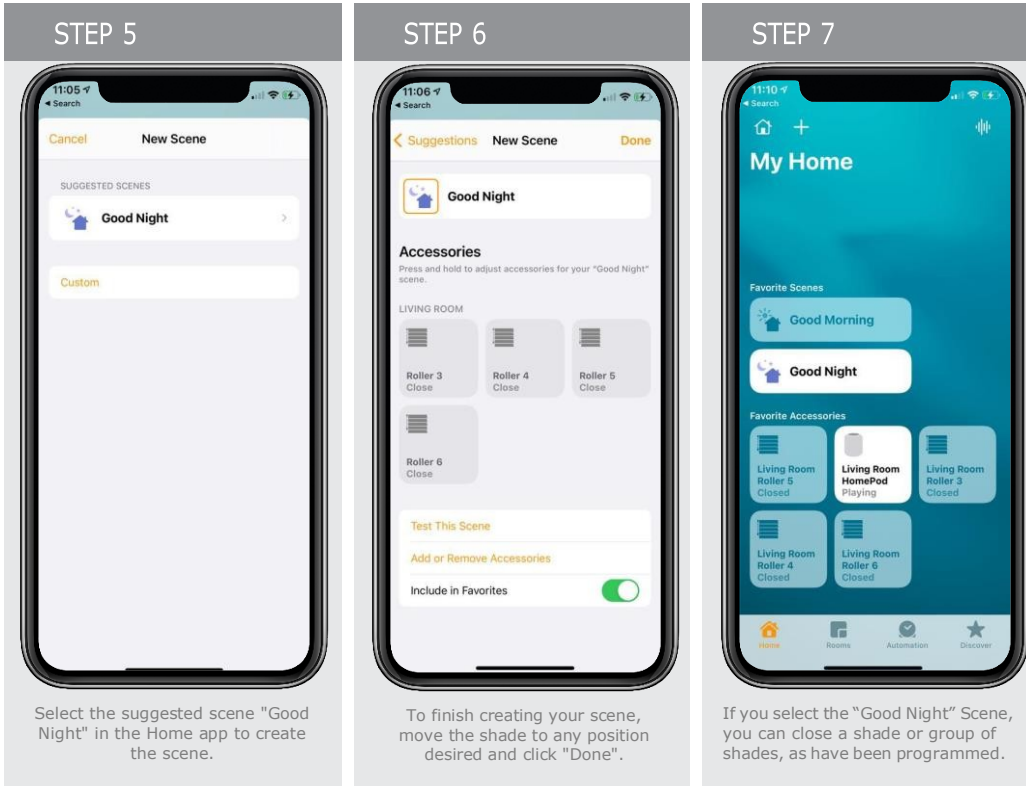 STEP 5
11:05
Search
Cancel New Scene
SUGGESTED SCENES
Good Night
Custom
Select the suggested scene "Good
Night" in the Home app to create
the scene.
STEP 6
11:06
Search
Suggestions New Scene Done
Good Night
Accessories
Press and hold to adjust accessories for your "Good Night"
scene.
LIVING ROOM
Roller 3
Close
Roller 4
Close
Roller 5
Close
Roller 6
Close
Test This Scene
Add or Remove Accessories
Include in Favorites
To finish creating your scene,
move the shade to any position
desired and click "Done".
STEP 7
11:10
Search
My Home
Favorite Scenes
Good Morning
Good Night
Favorite Accessories
Living Room
Roller 5
Closed
Living Room
HomePod
Playing
Living Room
Roller 3
Closed
Living Room
Roller 4
Closed
Living Room
Roller 6
Closed
Home Rooms Automation Discover
If you select the “Good Night” Scene,
you can close a shade or group of
shades, as have been programmed.